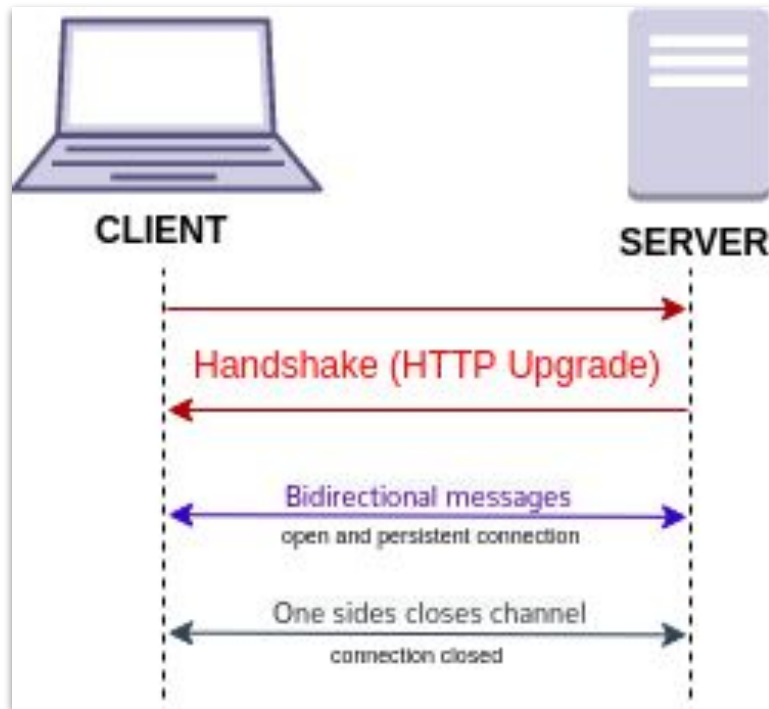 CLIENT
SERVER
Handshake (HTTP Upgrade)
Bidirectional messages
open and persistent connection
One sides closes channel
connection closed